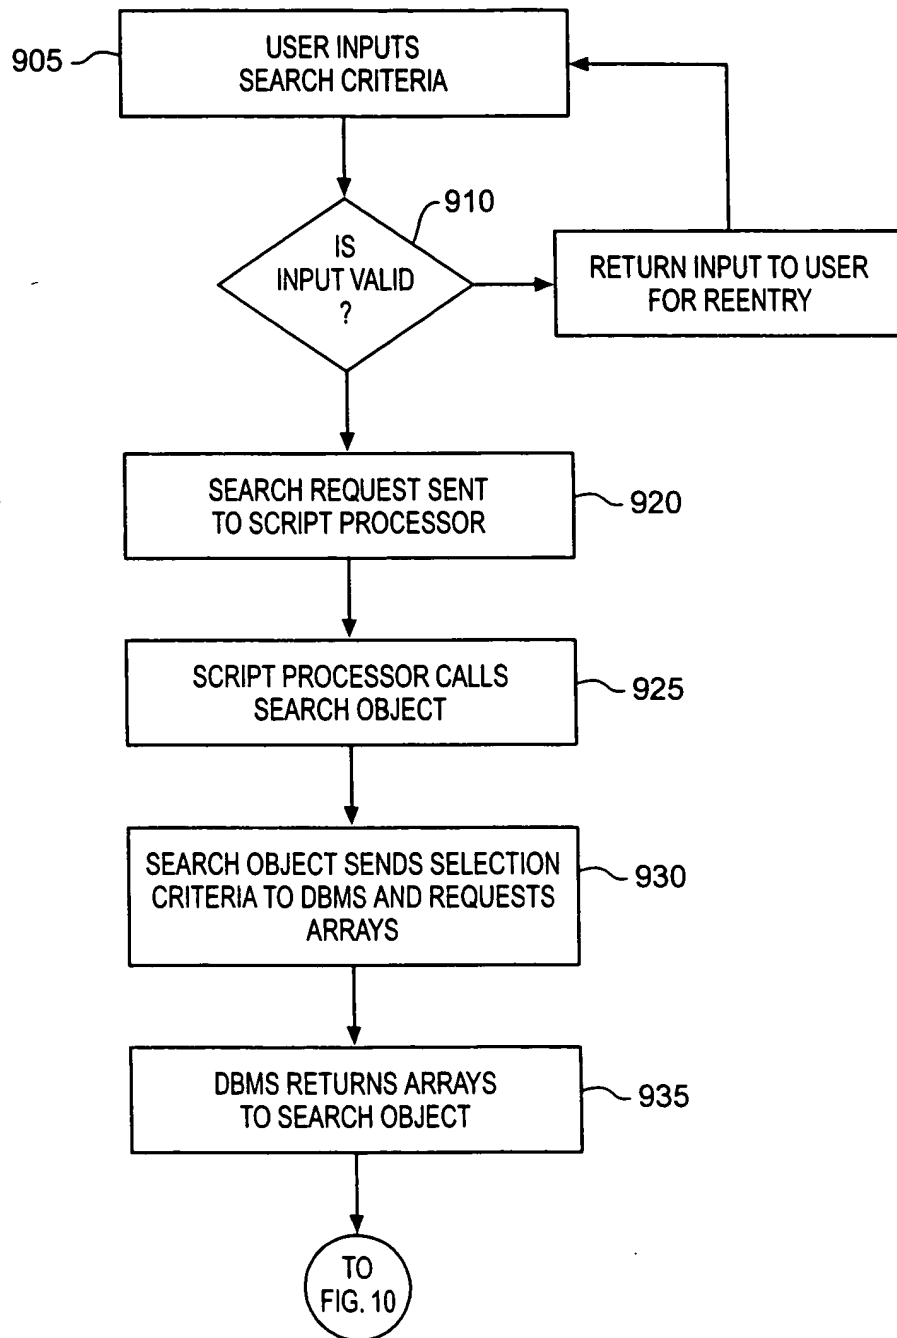 905
USER INPUTS
SEARCH CRITERIA
910
IS
INPUT VALID
?
RETURN INPUT TO USER
FOR REENTRY
SEARCH REQUEST SENT
TO SCRIPT PROCESSOR
920
SCRIPT PROCESSOR CALLS
SEARCH OBJECT
925
SEARCH OBJECT SENDS SELECTION
CRITERIA TO DBMS AND REQUESTS
ARRAYS
930
DBMS RETURNS ARRAYS
TO SEARCH OBJECT
935
TO
FIG. 10